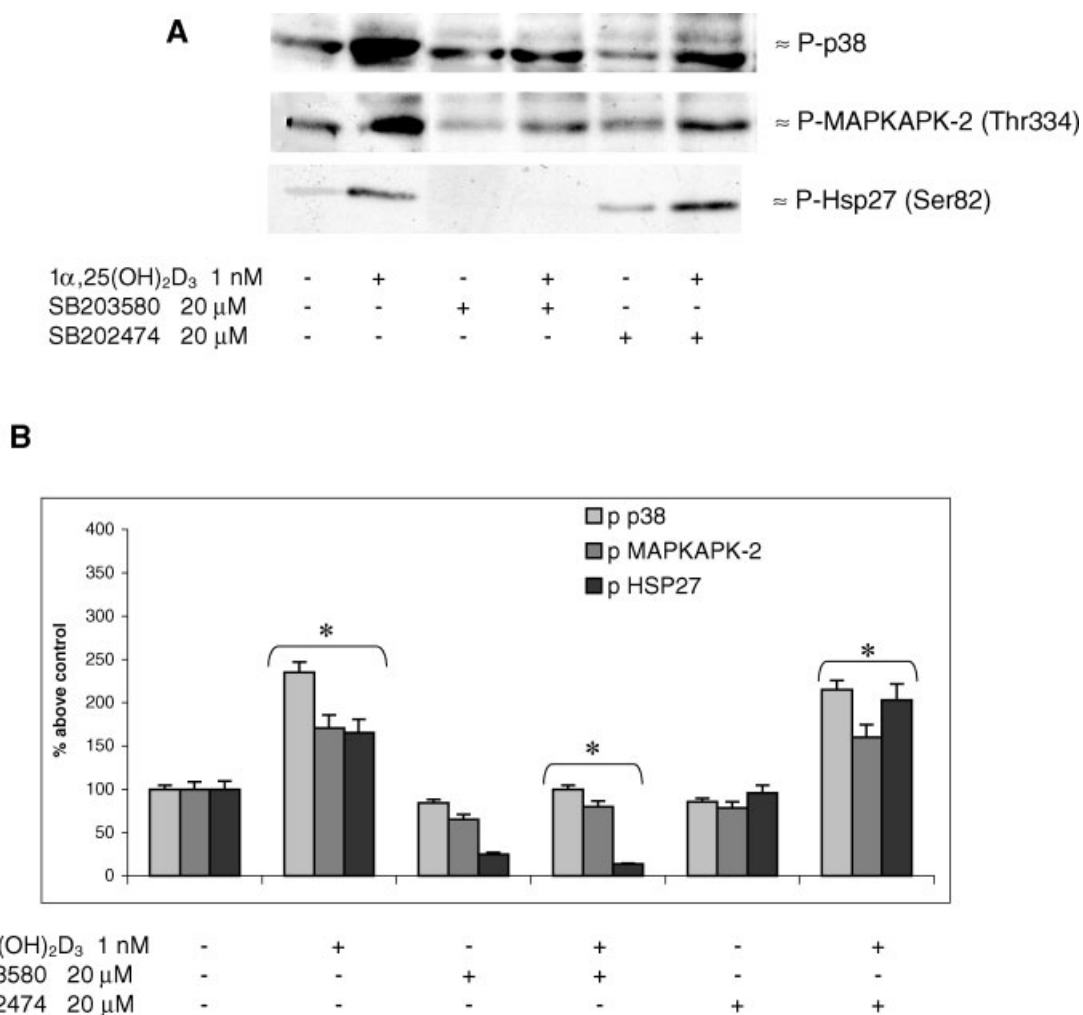 A
≈ P-p38
≈ P-MAPKAPK-2 (Thr334)
≈ P-Hsp27 (Ser82)
1α,25(OH)₂D₃ 1 nM - + - + - +
SB203580 20 µM - - + + - -
SB202474 20 µM - - - - + +
B
p p38
p MAPKAPK-2
p HSP27
% above control
400
350
300
250
200
150
100
50
0
*
*
*
(OH)₂D₃ 1 nM - + - + - +
3580 20 µM - - + + - -
2474 20 µM - - - - + +